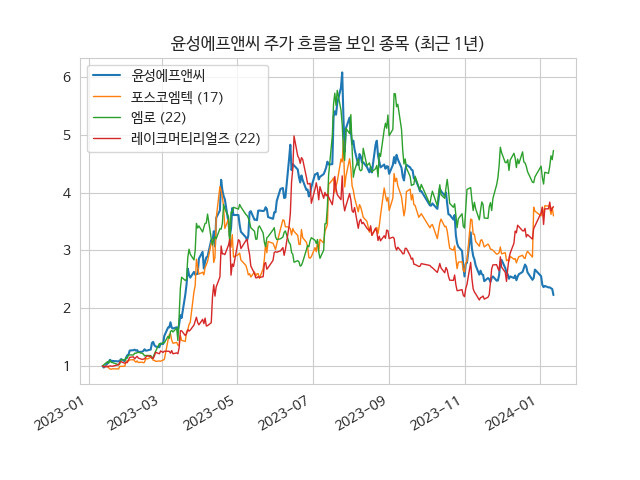 윤성에프앤씨 주가 흐름을 보인 종목 (최근 1년)
윤성에프앤씨
포스코엠텍 (17)
엠로 (22)
레이크머티리얼즈 (22)
6
5
4
3
2
1
2023-01
2023-03
2023-05
2023-07
2023-09
2023-11
2024-01